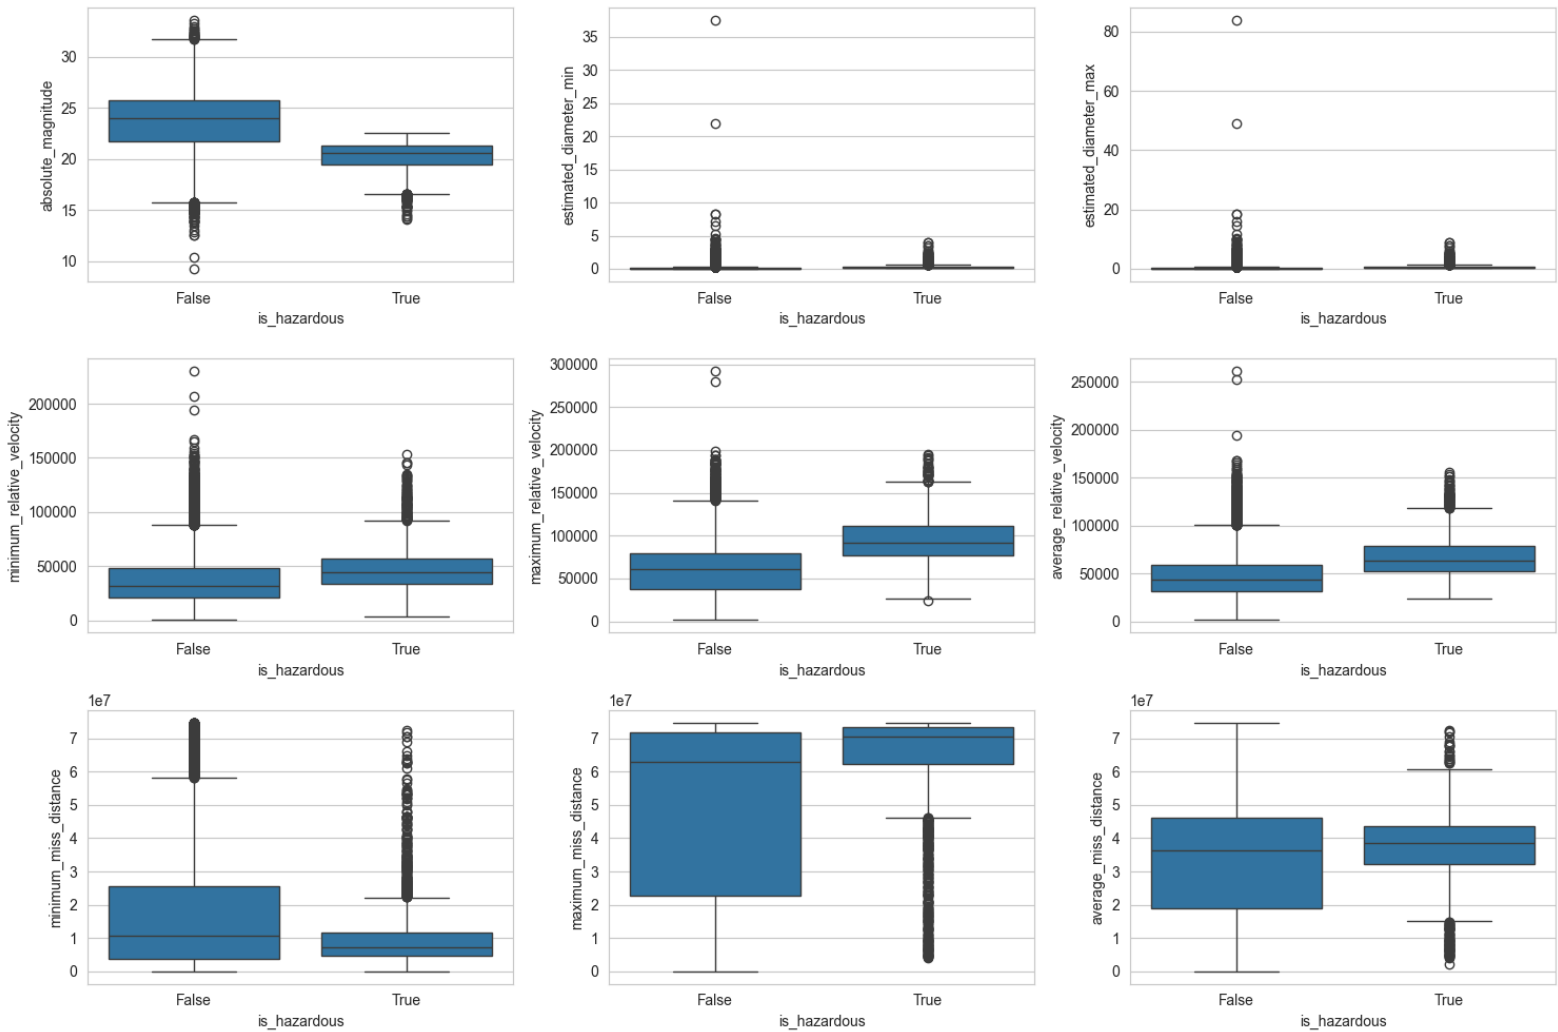 absolute_magnitude
30
25
20
15
10
False
True
is_hazardous
estimated_diameter_min
35
30
25
20
15
10
5
0
False
True
is_hazardous
estimated_diameter_max
80
60
40
20
0
False
True
is_hazardous
minimum_relative_velocity
200000
150000
100000
50000
0
False
True
is_hazardous
maximum_relative_velocity
300000
250000
200000
150000
100000
50000
0
False
True
is_hazardous
average_relative_velocity
250000
200000
150000
100000
50000
0
False
True
is_hazardous
1e7
minimum_miss_distance
7
6
5
4
3
2
1
0
False
True
is_hazardous
1e7
maximum_miss_distance
7
6
5
4
3
2
1
0
False
True
is_hazardous
1e7
average_miss_distance
7
6
5
4
3
2
1
0
False
True
is_hazardous